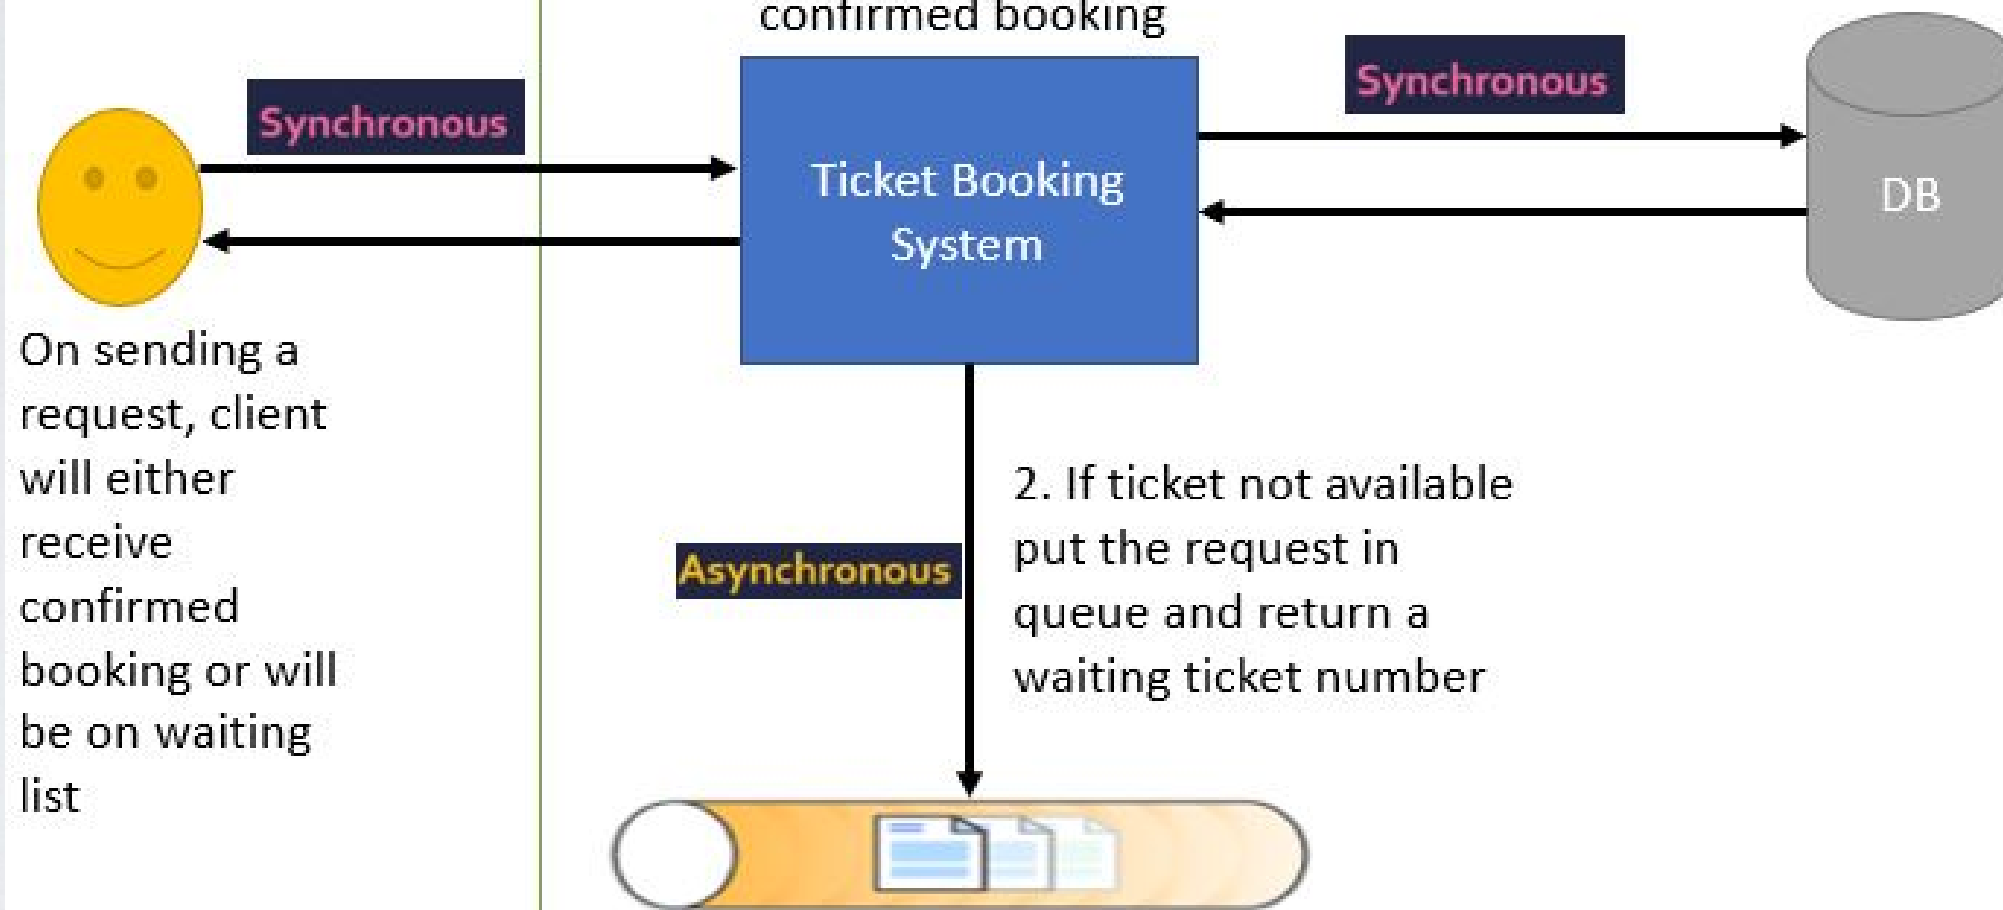 confirmed booking
Synchronous
Synchronous
Ticket Booking
System
DB
On sending a
request, client
will either
receive
confirmed
booking or will
be on waiting
list
2. If ticket not available
put the request in
queue and return a
waiting ticket number
Asynchronous